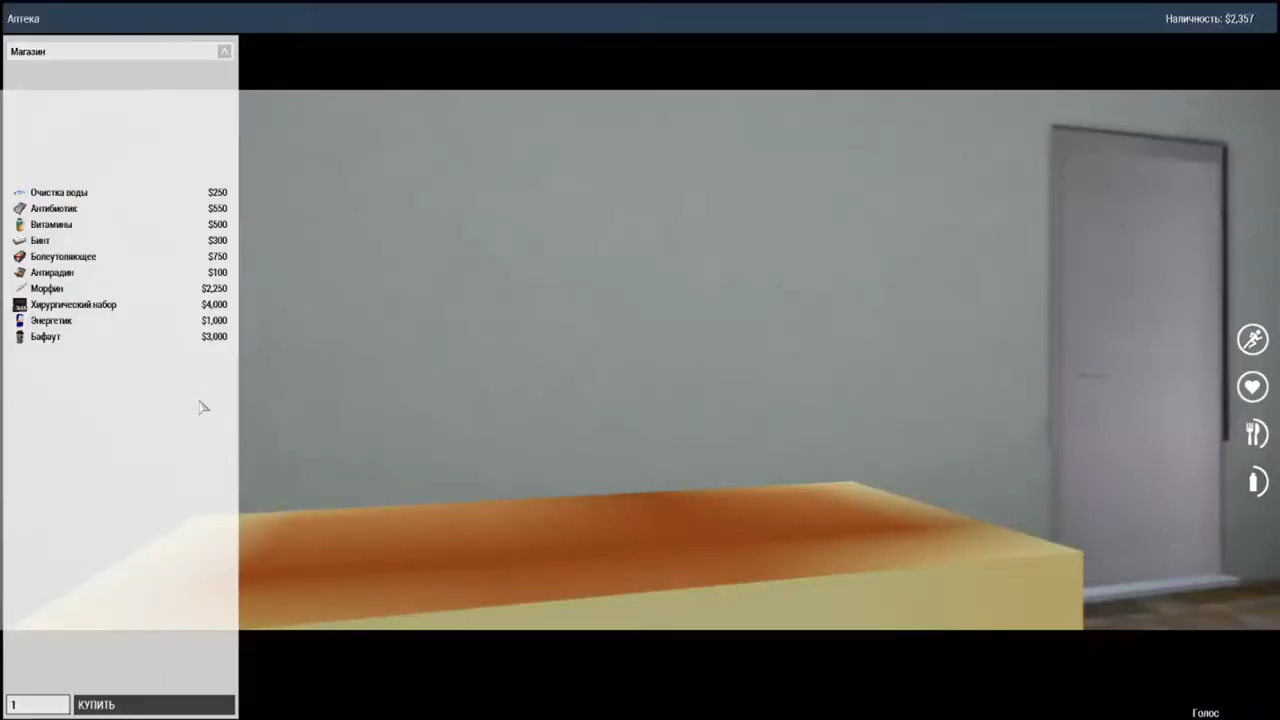 Аптека
Наличность: $2,357
Магазин
Очистка воды $250
Антибиотик $550
Витамины $500
Бинт $300
Болеутоляющее $750
Антирадин $100
Морфин $2,250
Хирургический набор $4,000
Энергетик $1,000
Бафаут $3,000
1 КУПИТЬ
Голос